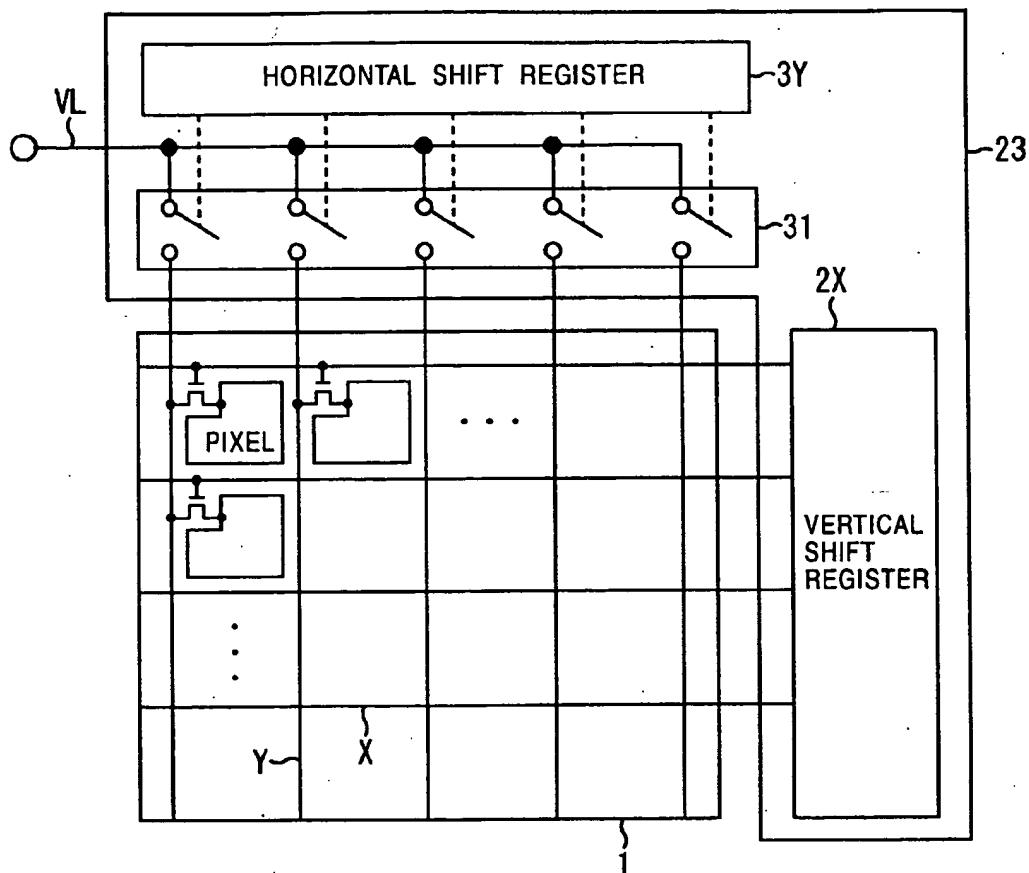 HORIZONTAL SHIFT REGISTER
3Y
VL
23
31
2X
PIXEL
VERTICAL
SHIFT
REGISTER
Y
X
1